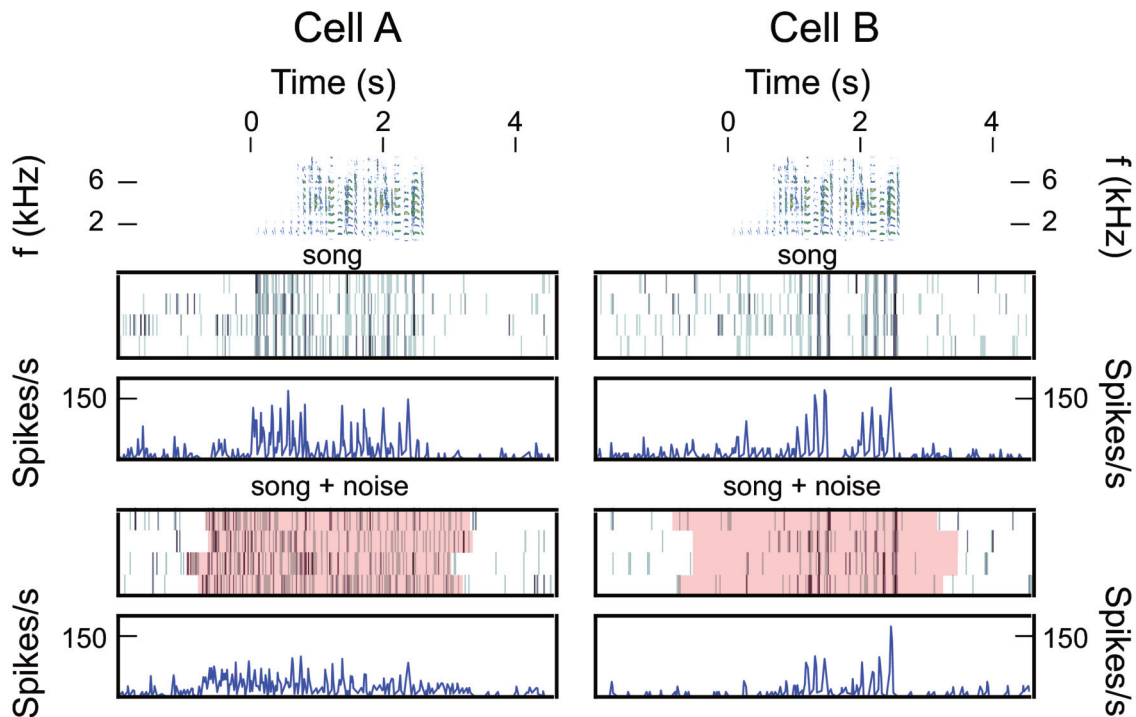 Cell A
Cell B
Time (s)
Time (s)
0 2 4
0 2 4
f (kHz)
6
2
6
2
f (kHz)
song
song
Spikes/s
150
150
Spikes/s
song + noise
song + noise
Spikes/s
150
150
Spikes/s